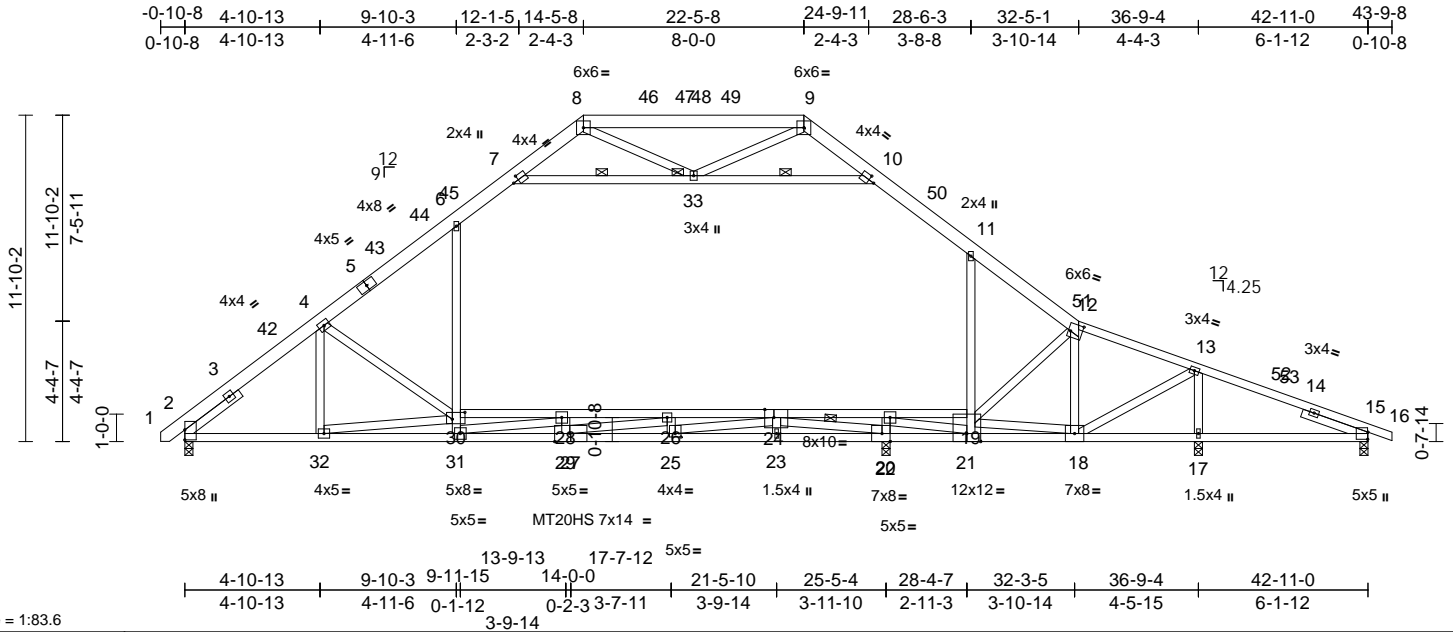 -0-10-8 4-10-13 9-10-3 12-1-5 14-5-8 22-5-8 24-9-11 28-6-3 32-5-1 36-9-4 42-11-0 43-9-8
0-10-8 4-10-13 4-11-6 2-3-2 2-4-3 8-0-0 2-4-3 3-8-8 3-10-14 4-4-3 6-1-12 0-10-8
6x6= 6x6=
8 46 47 48 49 9
2x4 II 4x4 // 4x4
12
9
7 10
4x8 // 6 45 33 50 2x4 II
44 3x4 II 11
4x5 // 43
5
6x6
12
4.25
4x4 // 4 51 12
42 3x4
13
3 3x4
52 53 14
2
1 15 16
11-10-2
11-10-2
7-5-11
4-4-7
4-4-7
1-0-0
0-10-8
0-7-14
30 28 26 24 8x10= 19
32 31 29 27 25 23 20 22 21 18 17
5x8 II 4x5= 5x8= 5x5= 4x4= 1.5x4 II 7x8= 12x12= 7x8= 1.5x4 II 5x5 II
5x5= MT20HS 7x14 = 5x5=
5x5=
13-9-13 17-7-12
4-10-13 9-10-3 9-11-15 14-0-0 21-5-10 25-5-4 28-4-7 32-3-5 36-9-4 42-11-0
4-10-13 4-11-6 0-1-12 0-2-3 3-7-11 3-9-14 3-11-10 2-11-3 3-10-14 4-5-15 6-1-12
3-9-14
= 1:83.6